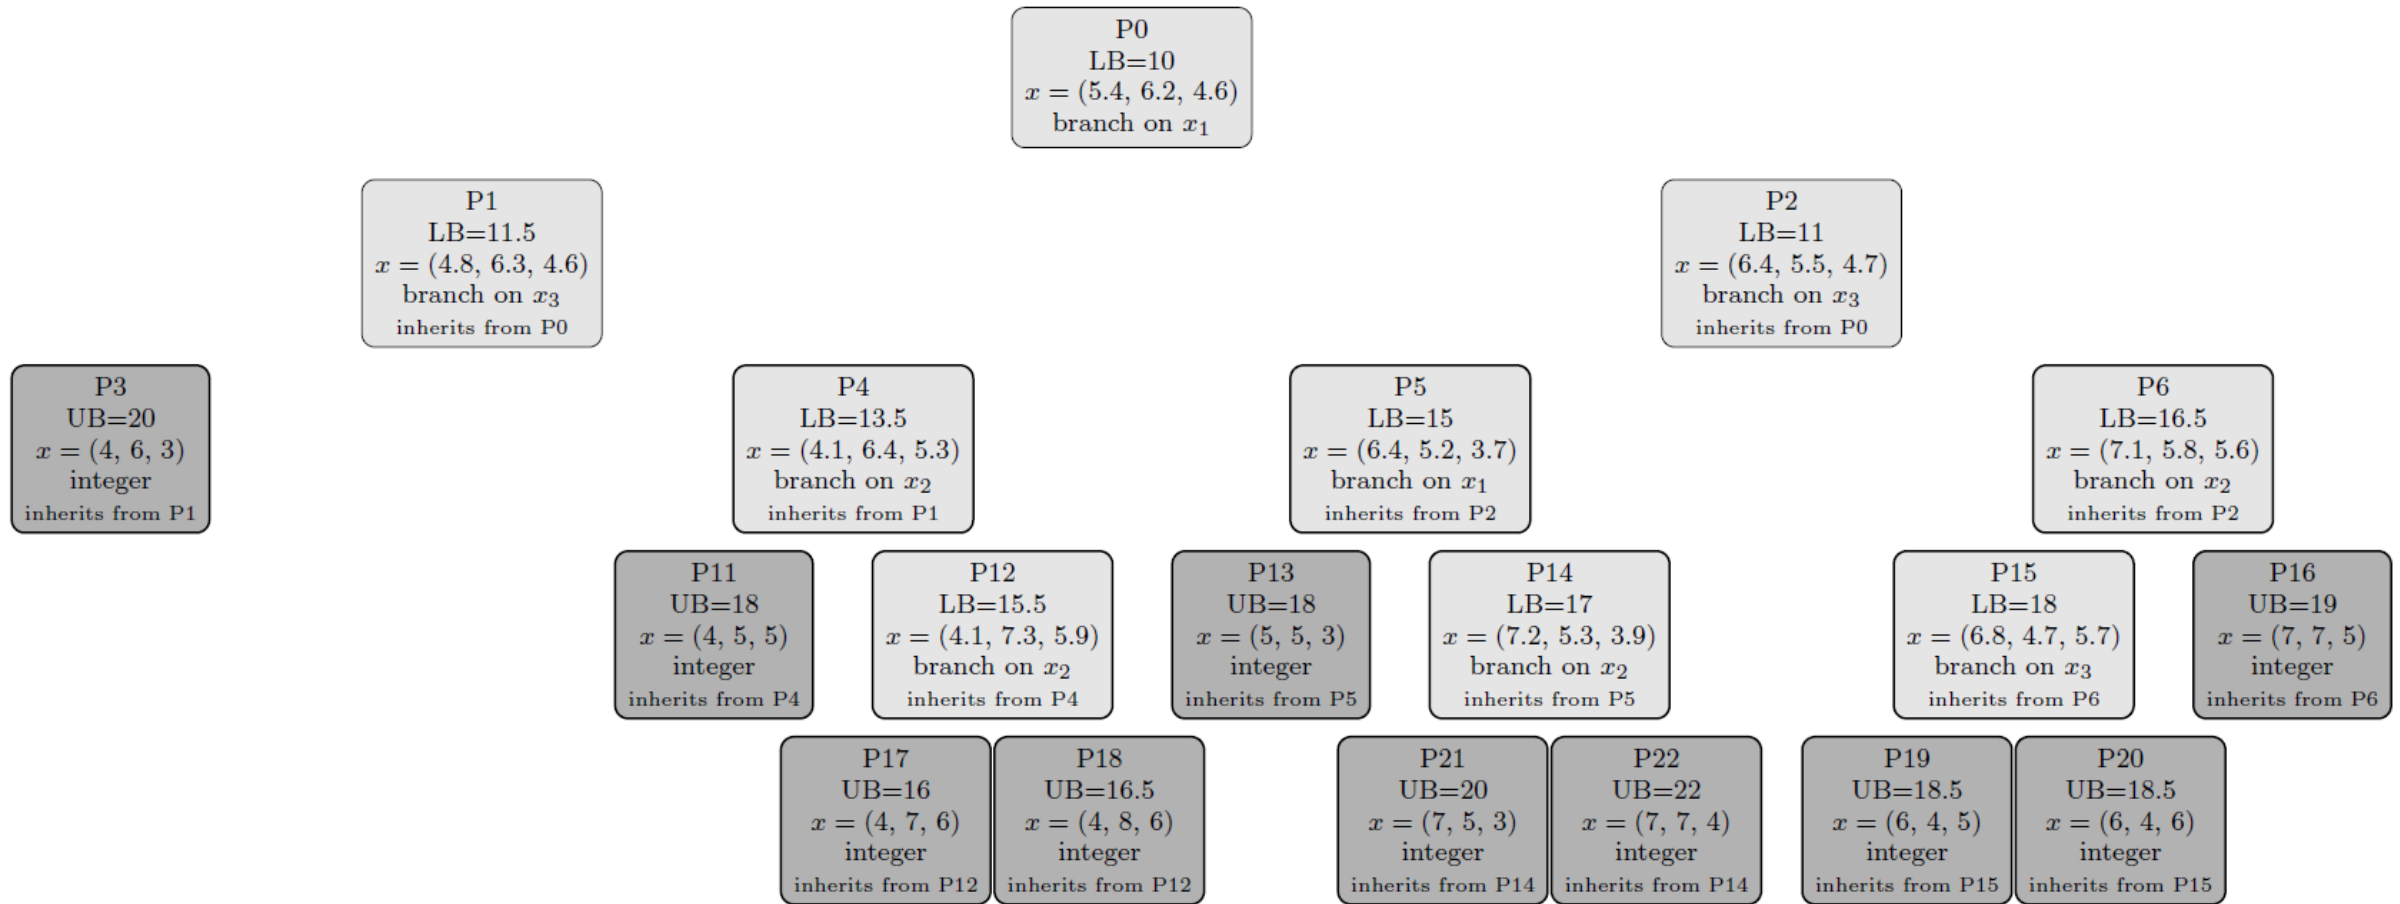 P0
LB=10
x = (5.4, 6.2, 4.6)
branch on x₁
P1
LB=11.5
x = (4.8, 6.3, 4.6)
branch on x₃
inherits from P0
P2
LB=11
x = (6.4, 5.5, 4.7)
branch on x₃
inherits from P0
P3
UB=20
x = (4, 6, 3)
integer
inherits from P1
P4
LB=13.5
x = (4.1, 6.4, 5.3)
branch on x₂
inherits from P1
P5
LB=15
x = (6.4, 5.2, 3.7)
branch on x₁
inherits from P2
P6
LB=16.5
x = (7.1, 5.8, 5.6)
branch on x₂
inherits from P2
P11
UB=18
x = (4, 5, 5)
integer
inherits from P4
P12
LB=15.5
x = (4.1, 7.3, 5.9)
branch on x₂
inherits from P4
P13
UB=18
x = (5, 5, 3)
integer
inherits from P5
P14
LB=17
x = (7.2, 5.3, 3.9)
branch on x₂
inherits from P5
P15
LB=18
x = (6.8, 4.7, 5.7)
branch on x₃
inherits from P6
P16
UB=19
x = (7, 7, 5)
integer
inherits from P6
P17
UB=16
x = (4, 7, 6)
integer
inherits from P12
P18
UB=16.5
x = (4, 8, 6)
integer
inherits from P12
P21
UB=20
x = (7, 5, 3)
integer
inherits from P14
P22
UB=22
x = (7, 7, 4)
integer
inherits from P14
P19
UB=18.5
x = (6, 4, 5)
integer
inherits from P15
P20
UB=18.5
x = (6, 4, 6)
integer
inherits from P15